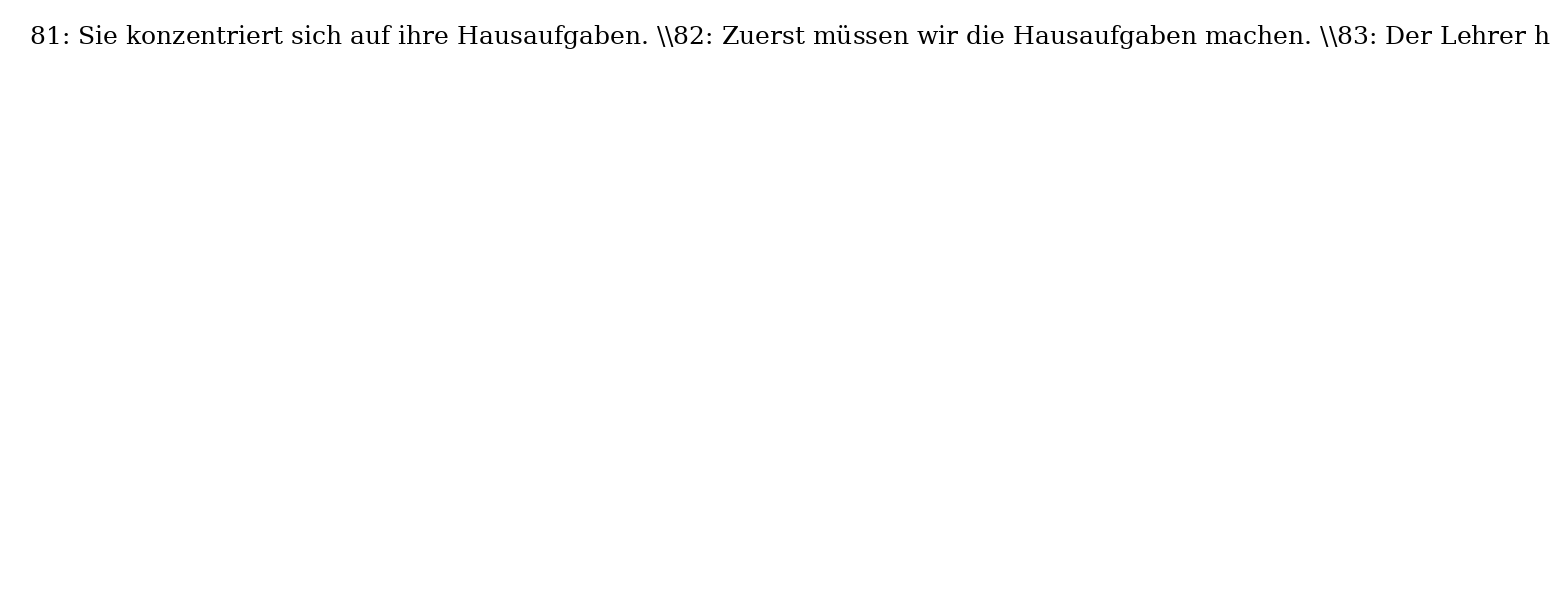 81: Sie konzentriert sich auf ihre Hausaufgaben. \\82: Zuerst müssen wir die Hausaufgaben machen. \\83: Der Lehrer h